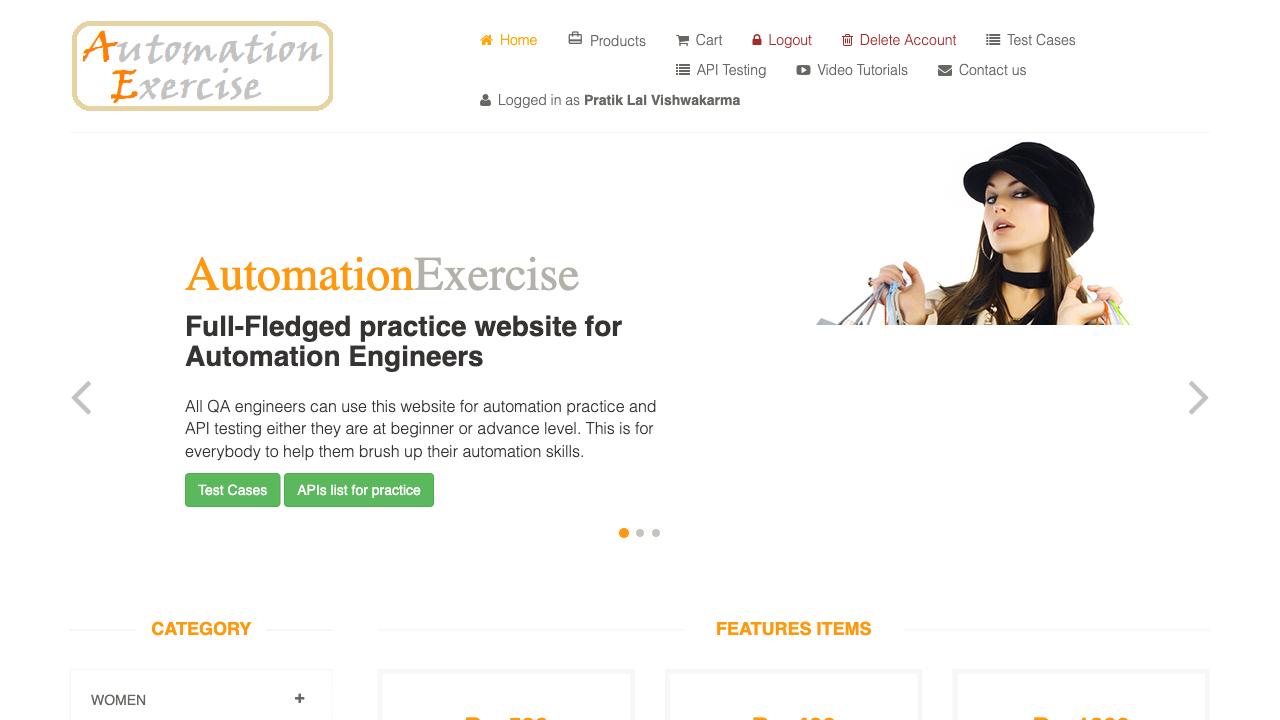 Automation
Exercise
Home Products Cart Logout Delete Account Test Cases
API Testing Video Tutorials Contact us
Logged in as Pratik Lal Vishwakarma
AutomationExercise
Full-Fledged practice website for
Automation Engineers
All QA engineers can use this website for automation practice and
API testing either they are at beginner or advance level. This is for
everybody to help them brush up their automation skills.
Test Cases APIs list for practice
CATEGORY
FEATURES ITEMS
WOMEN